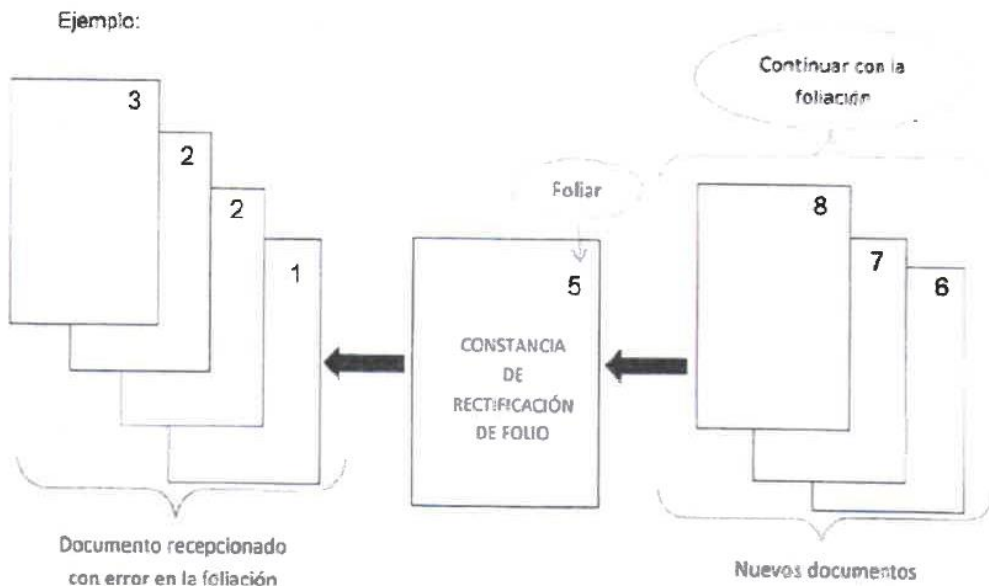 Ejemplo:
3
2
2
1
Documento recepcionado
con error en la foliación
Foliar
5
CONSTANCIA
DE
RECTIFICACIÓN
DE FOLIO
Continuar con la
foliación
8
7
6
Nuevos documentos